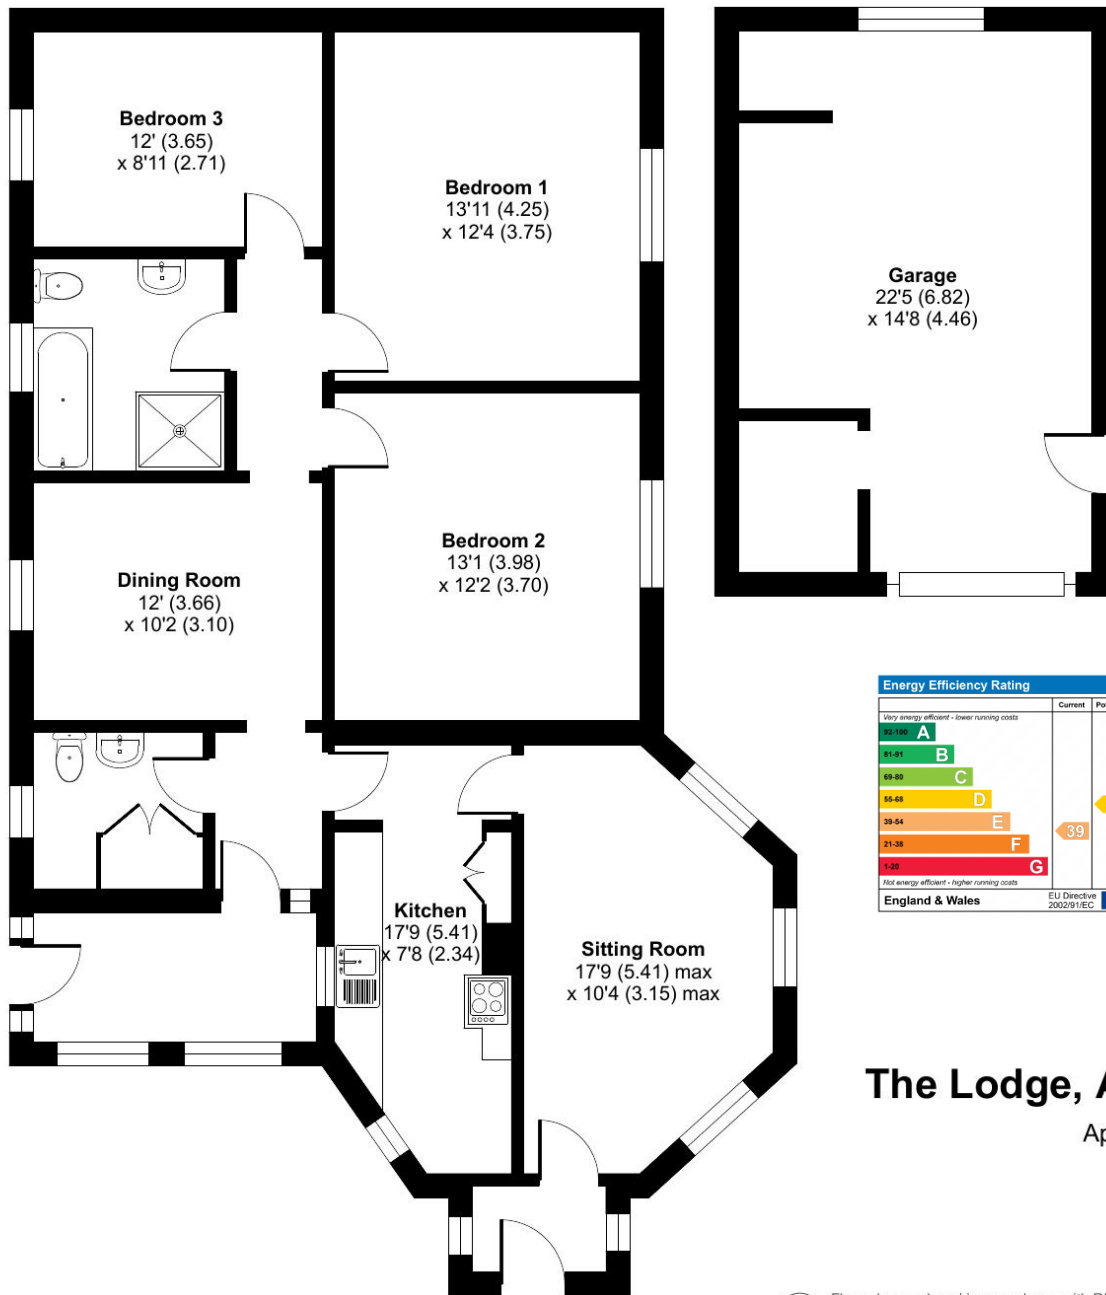 Bedroom 3
12' (3.65)
x 8'11 (2.71)
Bedroom 1
13'11 (4.25)
x 12'4 (3.75)
Garage
22'5 (6.82)
x 14'8 (4.46)
Bedroom 2
13'1 (3.98)
x 12'2 (3.70)
Dining Room
12' (3.66)
x 10'2 (3.10)
Kitchen
17'9 (5.41)
x 7'8 (2.34)
Sitting Room
17'9 (5.41) max
x 10'4 (3.15) max
Energy Efficiency Rating
Current
Very energy efficient - lower running costs
92-100 A
81-91 B
69-80 C
55-68 D
39-54 E
39
21-38 F
1-20 G
Not energy efficient - higher running costs
England & Wales
EU Directive
2002/91/EC
The Lodge,